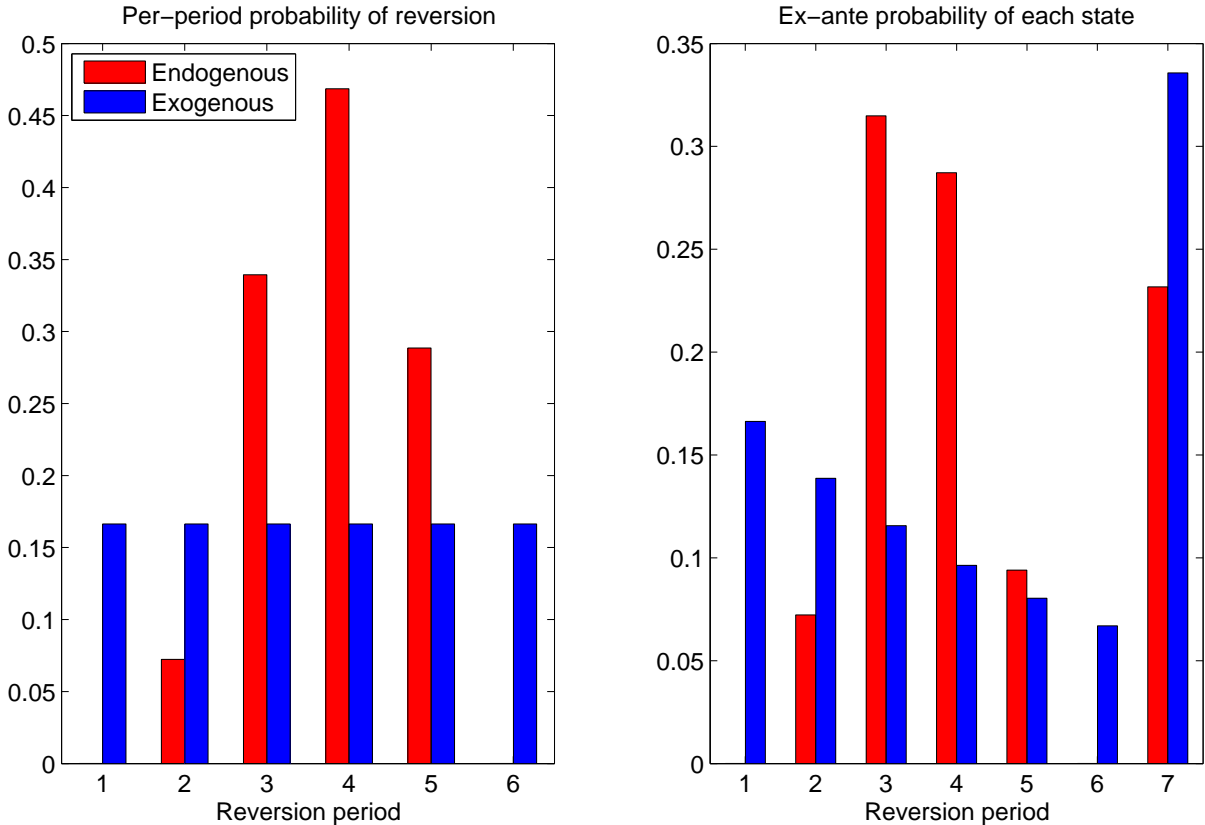 Per−period probability of reversion
0.5
0.45
0.4
0.35
0.3
0.25
0.2
0.15
0.1
0.05
0
Endogenous
Exogenous
1 2 3 4 5 6
Reversion period
Ex−ante probability of each state
0.35
0.3
0.25
0.2
0.15
0.1
0.05
0
1 2 3 4 5 6 7
Reversion period